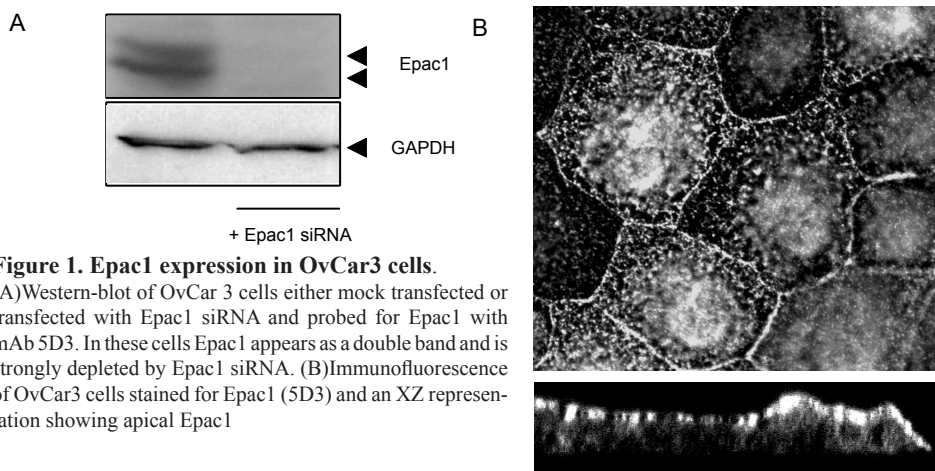 A
B
Epac1
GAPDH
+ Epac1 siRNA
Figure 1. Epac1 expression in OvCar3 cells.
A)Western-blot of OvCar 3 cells either mock transfected or
ransfected with Epac1 siRNA and probed for Epac1 with
mAb 5D3. In these cells Epac1 appears as a double band and is
strongly depleted by Epac1 siRNA. (B)Immunofluorescence
of OvCar3 cells stained for Epac1 (5D3) and an XZ represen-
ation showing apical Epac1